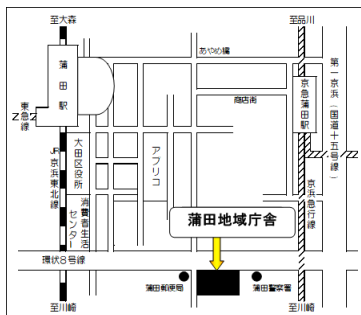 至大森
至品川
あやめ橋
蒲田駅
商店街
京急蒲田駅
第一京浜(国道十五号線)
東急線
JR京浜東北線
大田区役所
アプリコ
消費者生活センター
京浜急行線
蒲田地域庁舎
環状8号線
蒲田郵便局
蒲田警察署
至川崎
至川崎